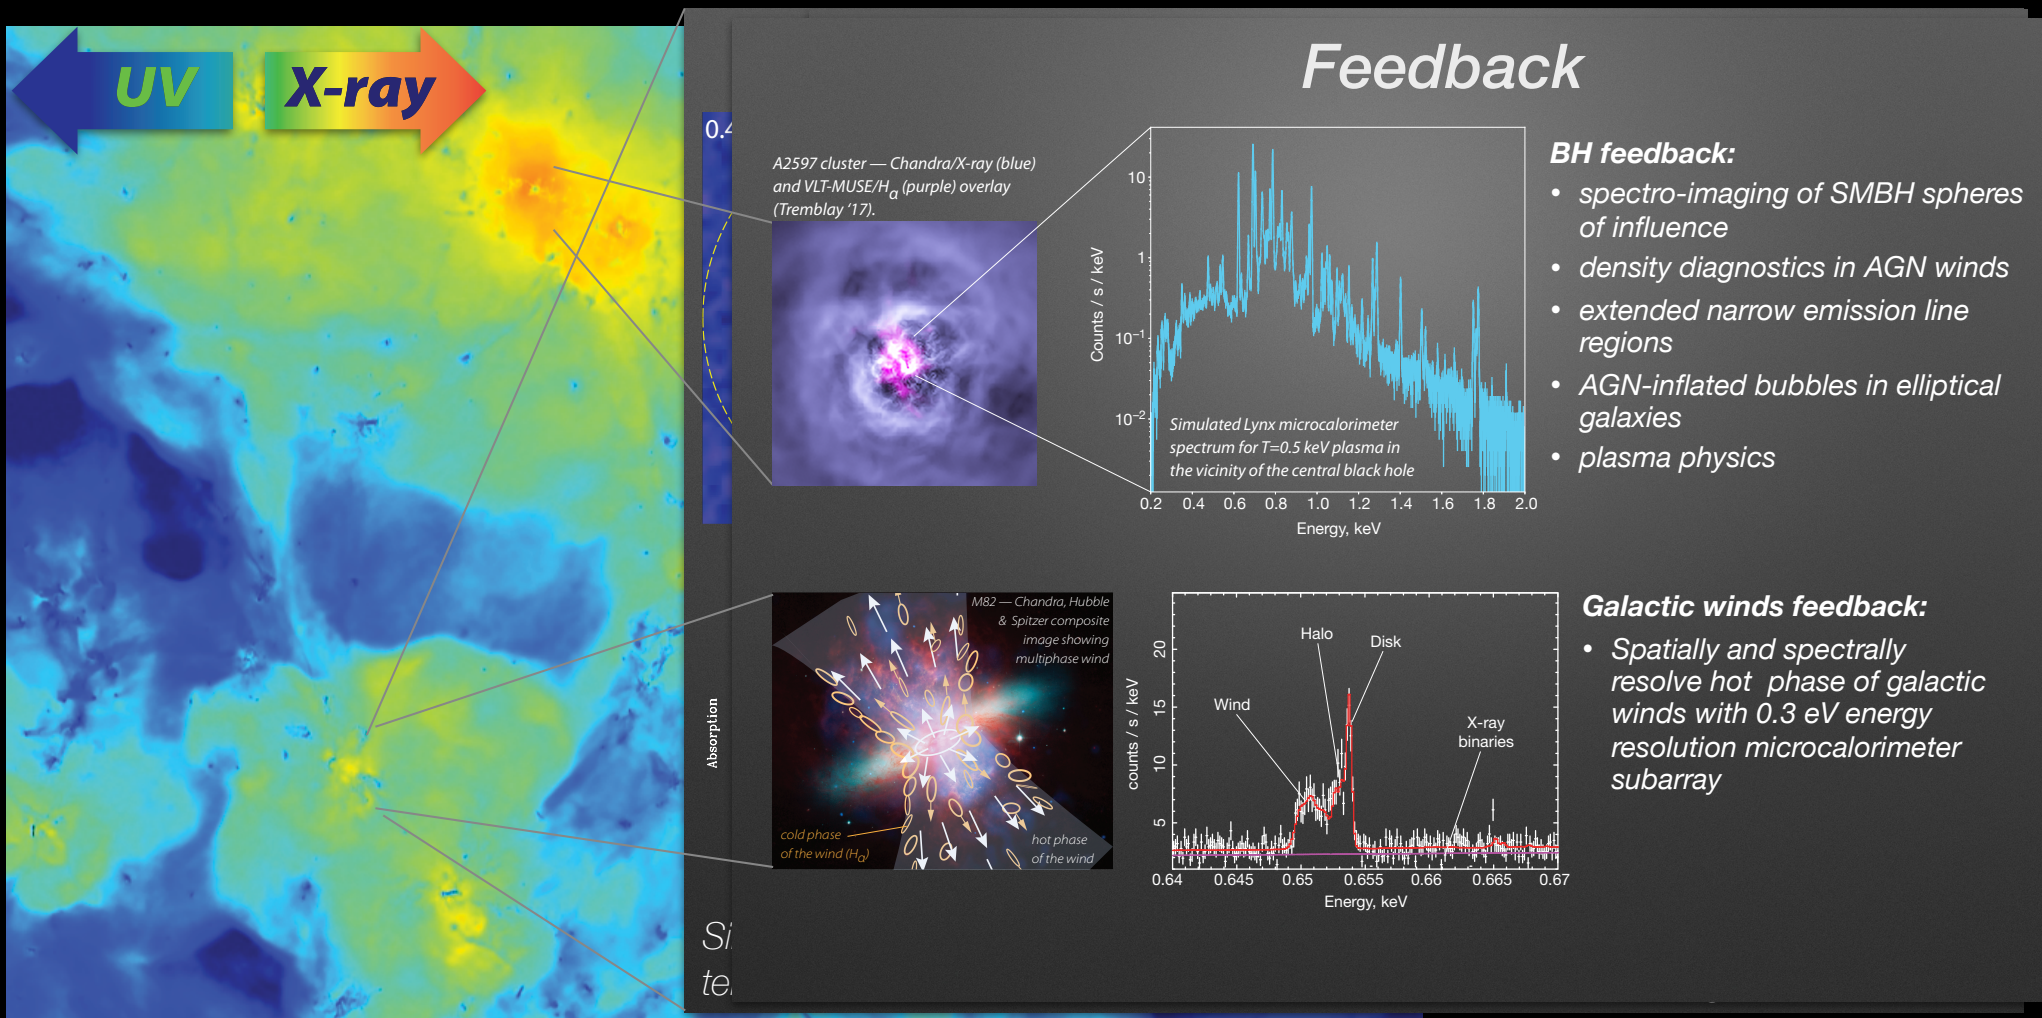 UV
X-ray
Feedback
0.4
A2597 cluster — Chandra/X-ray (blue)
and VLT-MUSE/Hα (purple) overlay
(Tremblay ‘17).
Counts / s / keV
10
1
10−1
10−2
Simulated Lynx microcalorimeter
spectrum for T=0.5 keV plasma in
the vicinity of the central black hole
0.2 0.4 0.6 0.8 1.0 1.2 1.4 1.6 1.8 2.0
Energy, keV
BH feedback:
• spectro-imaging of SMBH spheres
of influence
• density diagnostics in AGN winds
• extended narrow emission line
regions
• AGN-inflated bubbles in elliptical
galaxies
• plasma physics
Absorption
M82 — Chandra, Hubble
& Spitzer composite
image showing
multiphase wind
cold phase
of the wind (Hα)
hot phase
of the wind
counts / s / keV
20
15
10
5
Wind
Halo
Disk
X-ray
binaries
0.64 0.645 0.65 0.655 0.66 0.665 0.67
Energy, keV
Galactic winds feedback:
• Spatially and spectrally
resolve hot phase of galactic
winds with 0.3 eV energy
resolution microcalorimeter
subarray